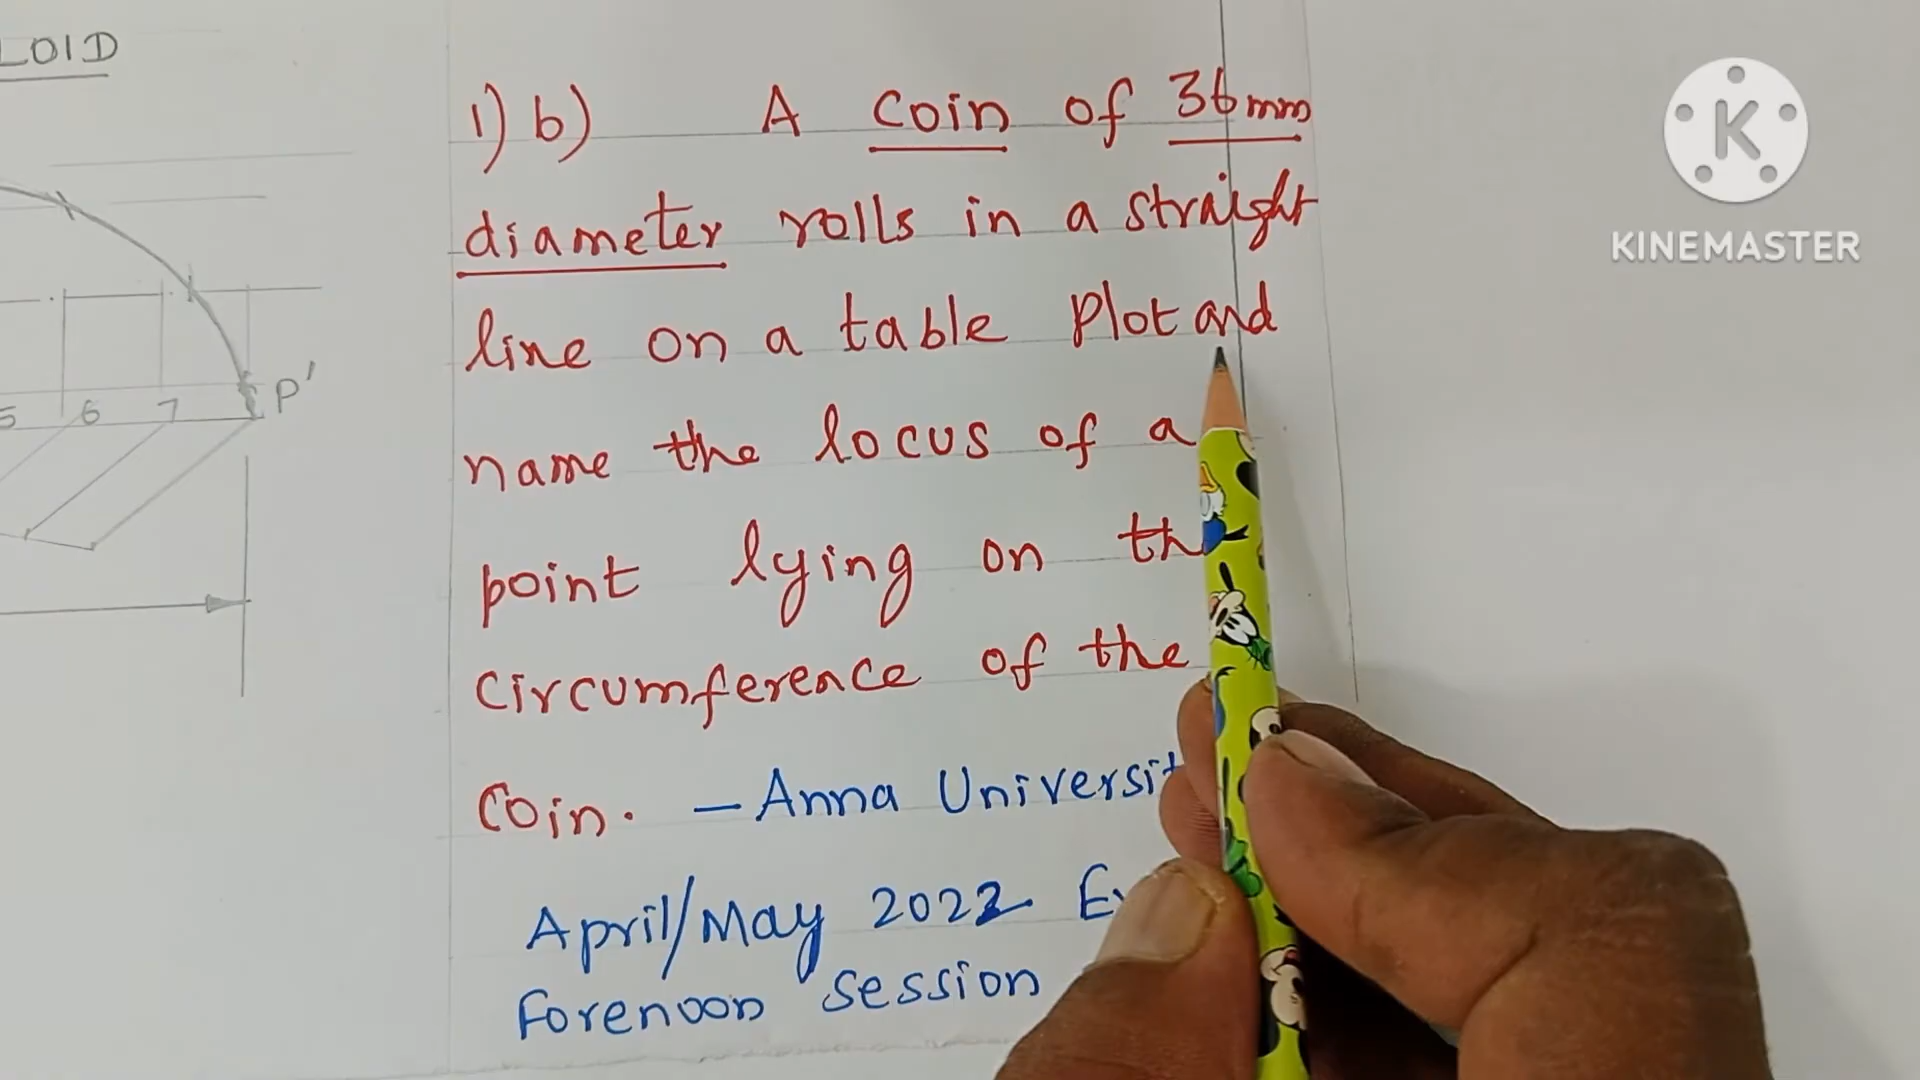 LOID
1) b) A coin of 36mm
diameter rolls in a straight
line on a table Plot and
name the locus of a
point lying on th
circumference of the
Coin. - Anna Universit
April/May 2022 Ex
Forenoon session
5 6 7 P'
K
KINEMASTER